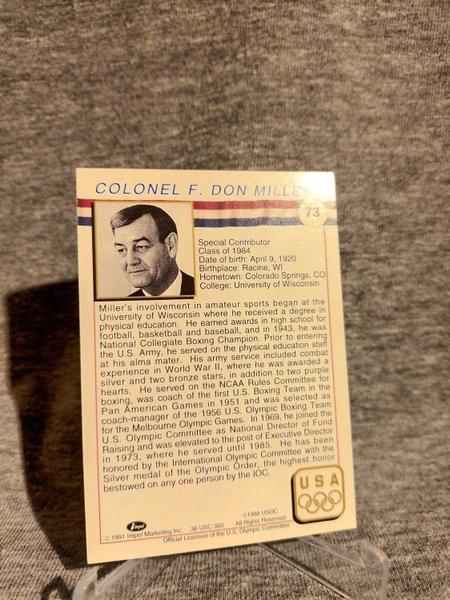 COLONEL F. DON MILLE
73
Special Contributor
Class of 1984
Date of birth: April 9, 1920
Birthplace: Racine, WI
Hometown: Colorado Springs, CO
College: University of Wisconsin
Miller's involvement in amateur sports began at the
University of Wisconsin where he received a degree in
physical education. He earned awards in high school for
football, basketball and baseball, and in 1943, he was
National Collegiate Boxing Champion. Prior to entering
the U.S. Army, he served on the physical education staff
at his alma mater. His army service included combat
experience in World War II, where he was awarded a
silver and two bronze stars, in addition to two purple
hearts. He served on the NCAA Rules Committee for
boxing, was coach of the first U.S. Boxing Team in the
Pan American Games in 1951 and was selected as
coach-manager of the 1956 U.S. Olympic Boxing Team
for the Melbourne Olympic Games. In 1969, he joined the
U.S. Olympic Committee as National Director of Fund
Raising and was elevated to the post of Executive Director
in 1973, where he served until 1985. He has been
honored by the International Olympic Committee with the
Silver medal of the Olympic Order, the highest honor
bestowed on any one person by the IOC.
USA
Impel
© 1991 Impel Marketing Inc.
36 USC 380
©1988 USOC
All Rights Reserved
Official Licensee of the U.S. Olympic Committee